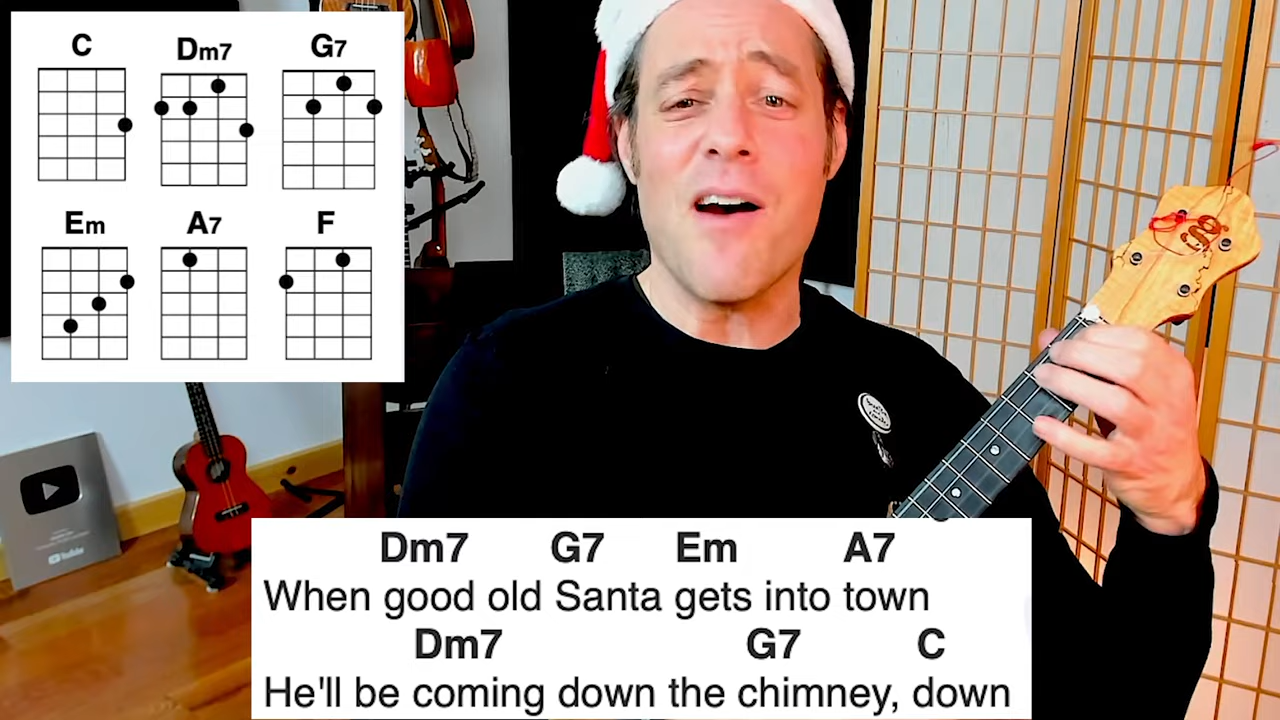 C Dm7 G7
Em A7 F
YouTube
Dm7 G7 Em A7
When good old Santa gets into town
Dm7 G7 C
He'll be coming down the chimney, down